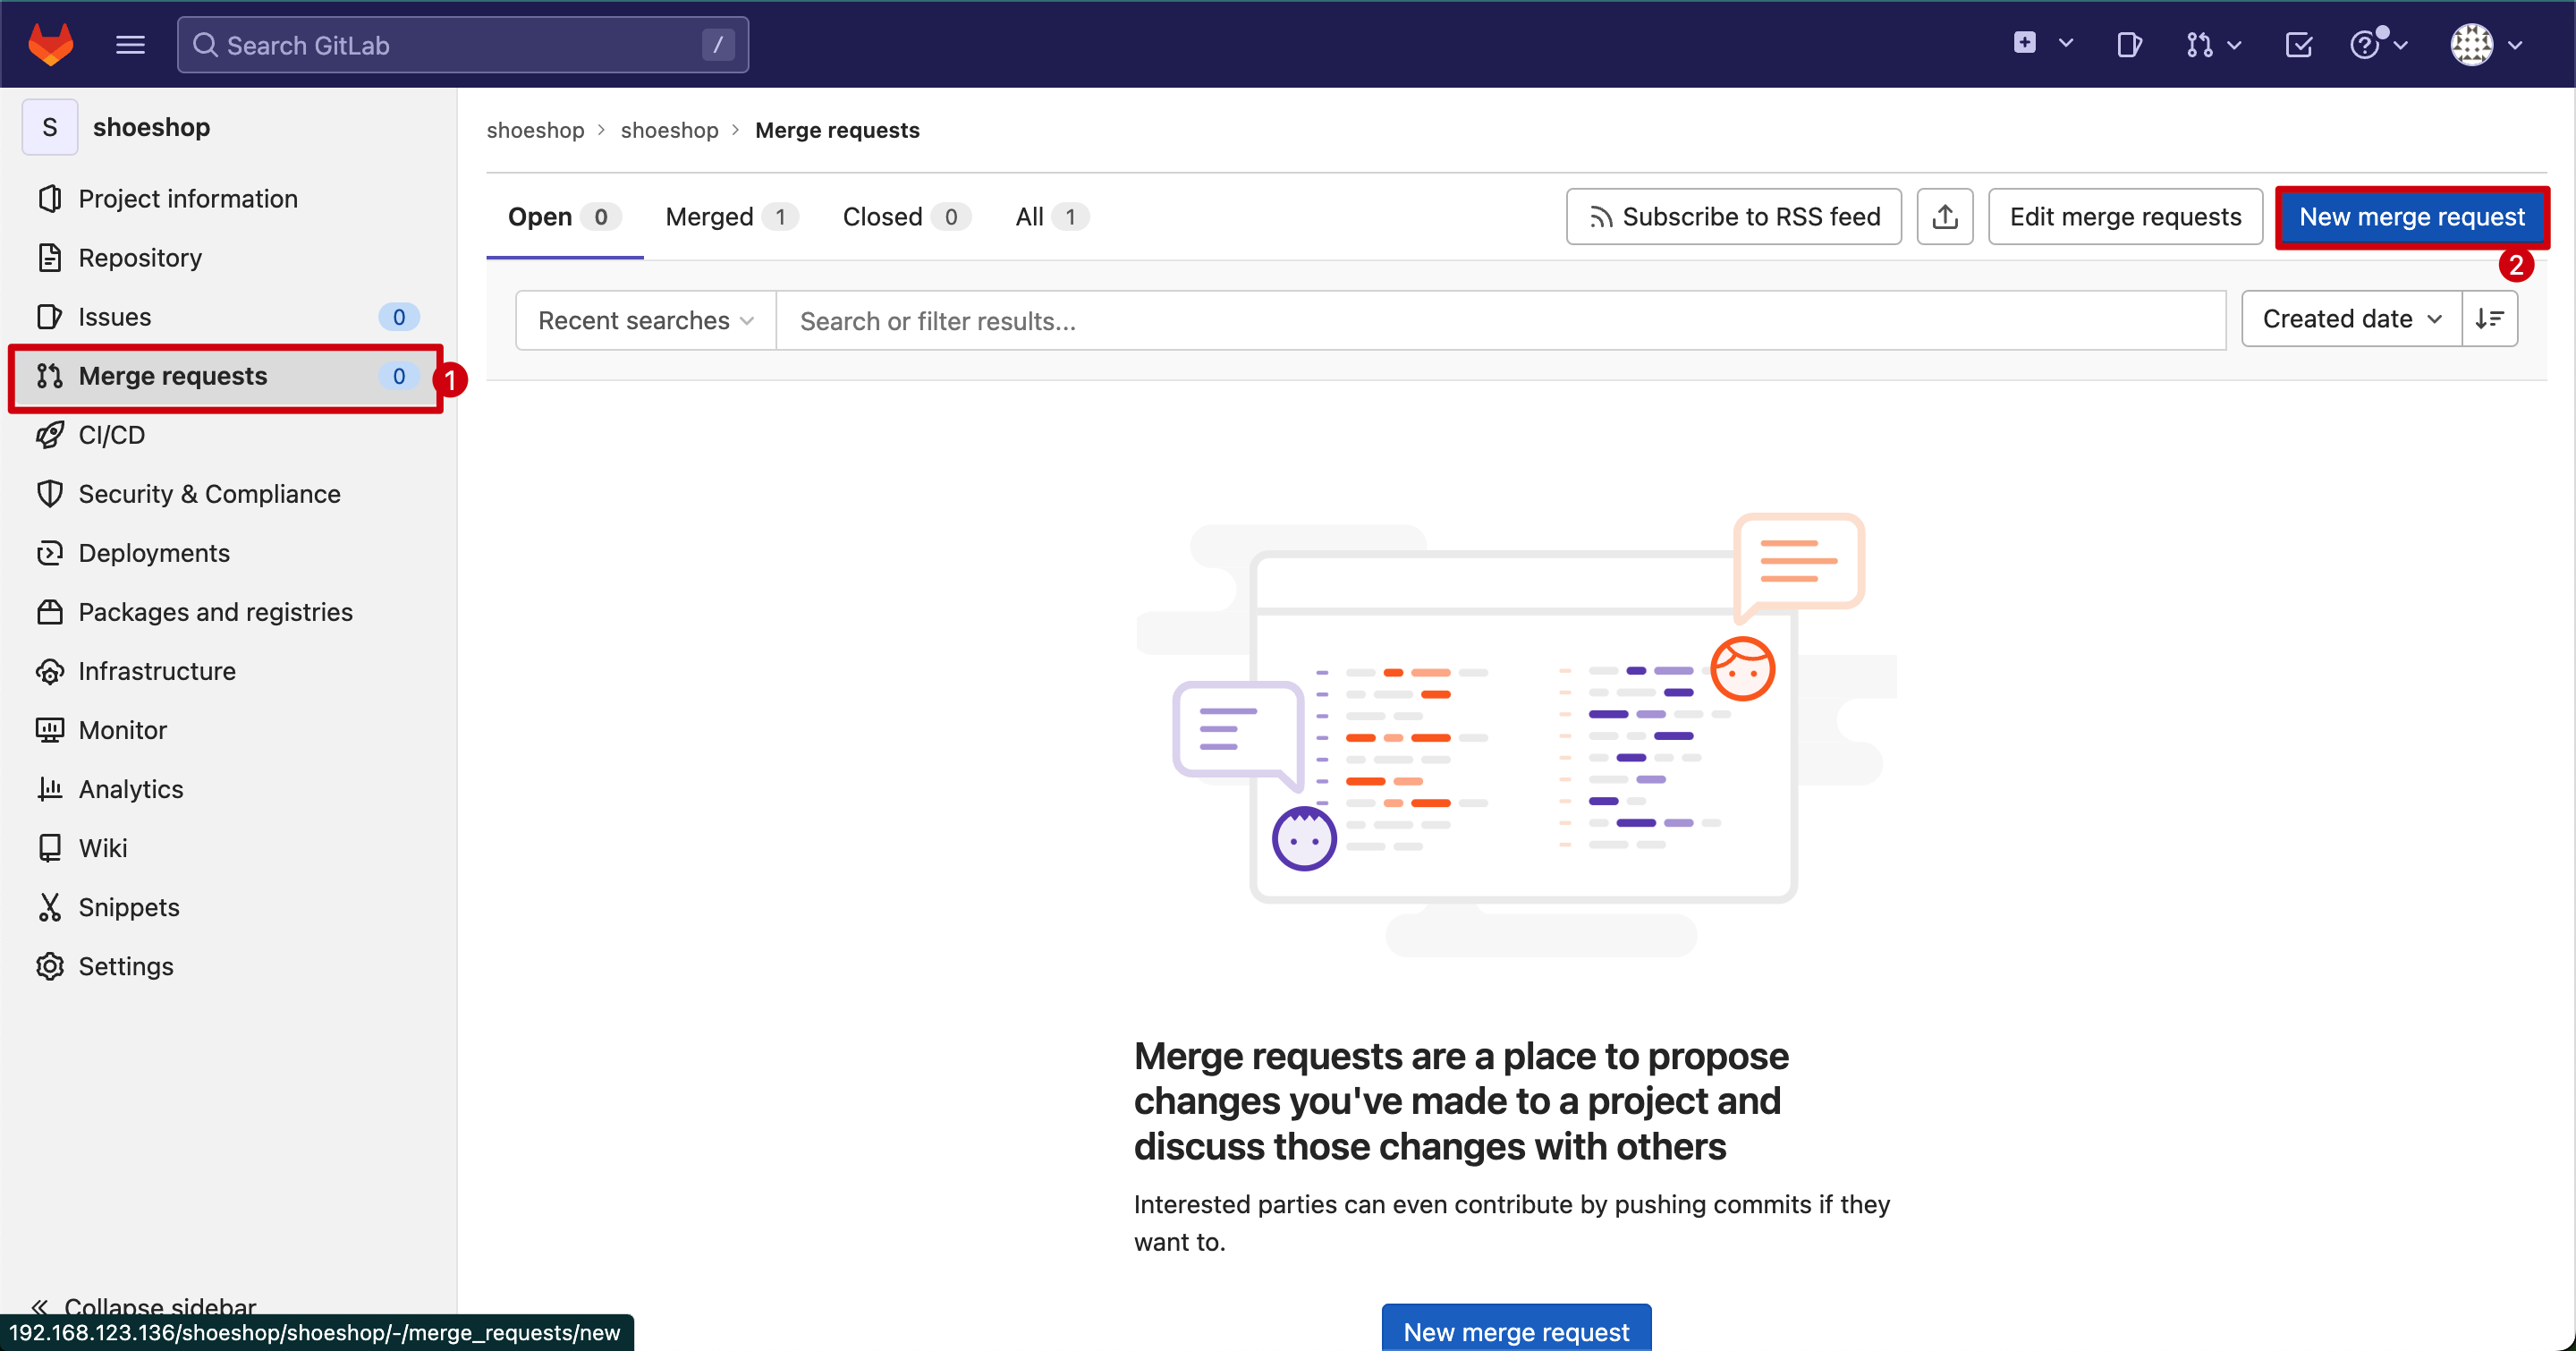 Search GitLab /
S shoeshop
Project information
Repository
Issues 0
Merge requests 0
1
CI/CD
Security & Compliance
Deployments
Packages and registries
Infrastructure
Monitor
Analytics
Wiki
Snippets
Settings
Collapse sidebar
192.168.123.136/shoeshop/shoeshop/-/merge_requests/new
shoeshop > shoeshop > Merge requests
Open 0 Merged 1 Closed 0 All 1
Subscribe to RSS feed Edit merge requests New merge request
2
Recent searches Search or filter results... Created date
Merge requests are a place to propose
changes you've made to a project and
discuss those changes with others
Interested parties can even contribute by pushing commits if they
want to.
New merge request